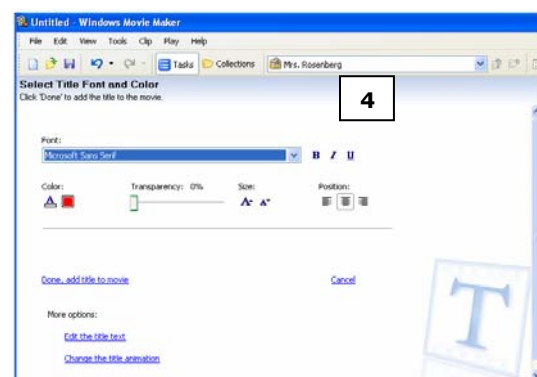 Untitled - Windows Movie Maker
File Edit View Tools Clip Play Help
Tasks Collections Mrs. Rosenberg
Select Title Font and Color
Click 'Done' to add the title to the movie.
4
Font:
Microsoft Sans Serif B I U
Color: Transparency: 0% Size: Position:
A A A
Done, add title to movie Cancel
More options:
Edit the title text
Change the title animation
T